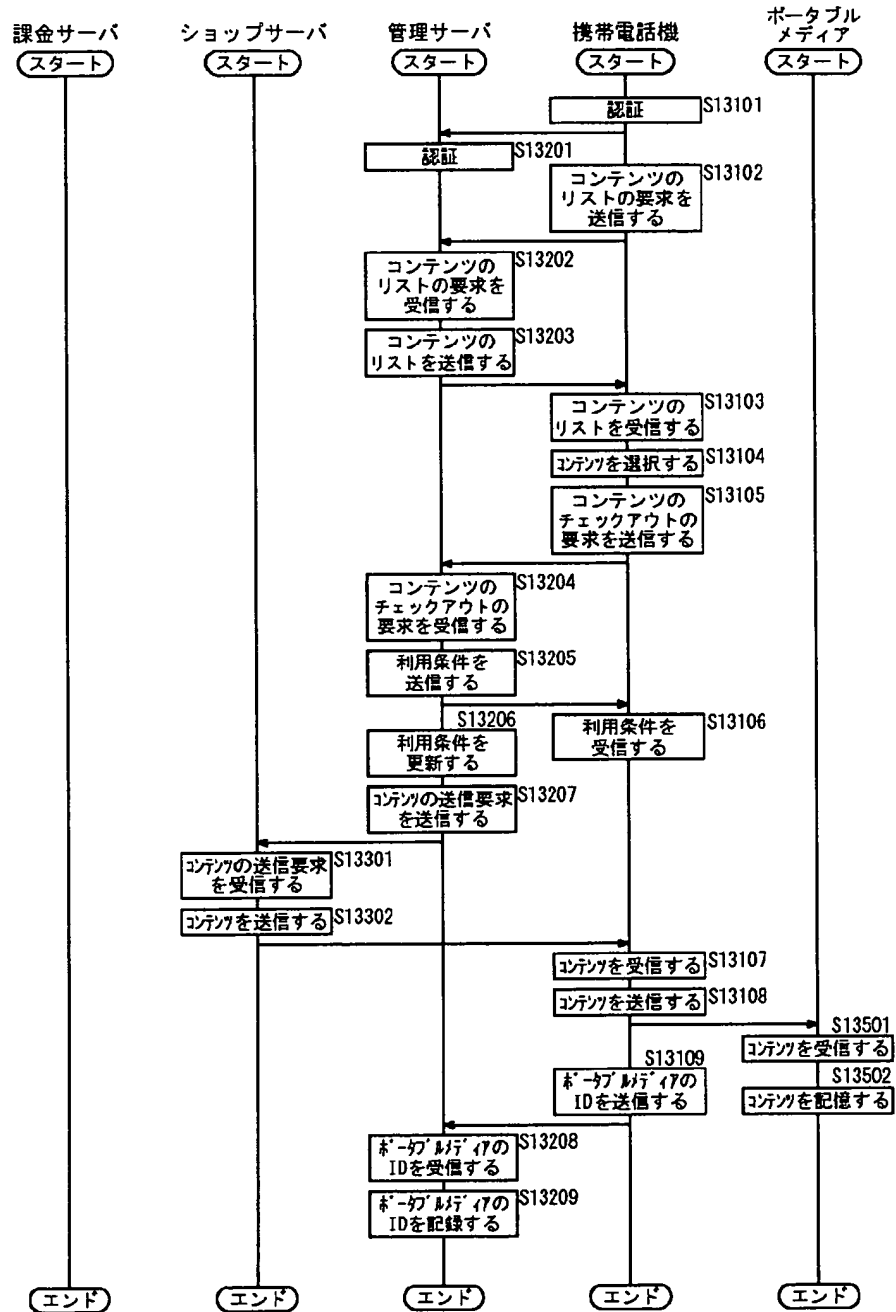 課金サーバ
ショップサーバ
管理サーバ
携帯電話機
ポータブル
メディア
スタート
スタート
スタート
スタート
スタート
認証
S13101
認証
S13201
コンテンツの
リストの要求を
送信する
S13102
コンテンツの
リストの要求を
受信する
S13202
コンテンツの
リストを送信する
S13203
コンテンツの
リストを受信する
S13103
コンテンツを選択する
S13104
コンテンツの
チェックアウトの
要求を送信する
S13105
コンテンツの
チェックアウトの
要求を受信する
S13204
利用条件を
送信する
S13205
利用条件を
受信する
S13106
S13206
利用条件を
更新する
コンテンツの送信要求
を送信する
S13207
コンテンツの送信要求
を受信する
S13301
コンテンツを送信する
S13302
コンテンツを受信する
S13107
コンテンツを送信する
S13108
S13501
コンテンツを受信する
S13109
ポータブルメディアの
IDを送信する
S13502
コンテンツを記憶する
ポータブルメディアの
IDを受信する
S13208
ポータブルメディアの
IDを記録する
S13209
エンド
エンド
エンド
エンド
エンド